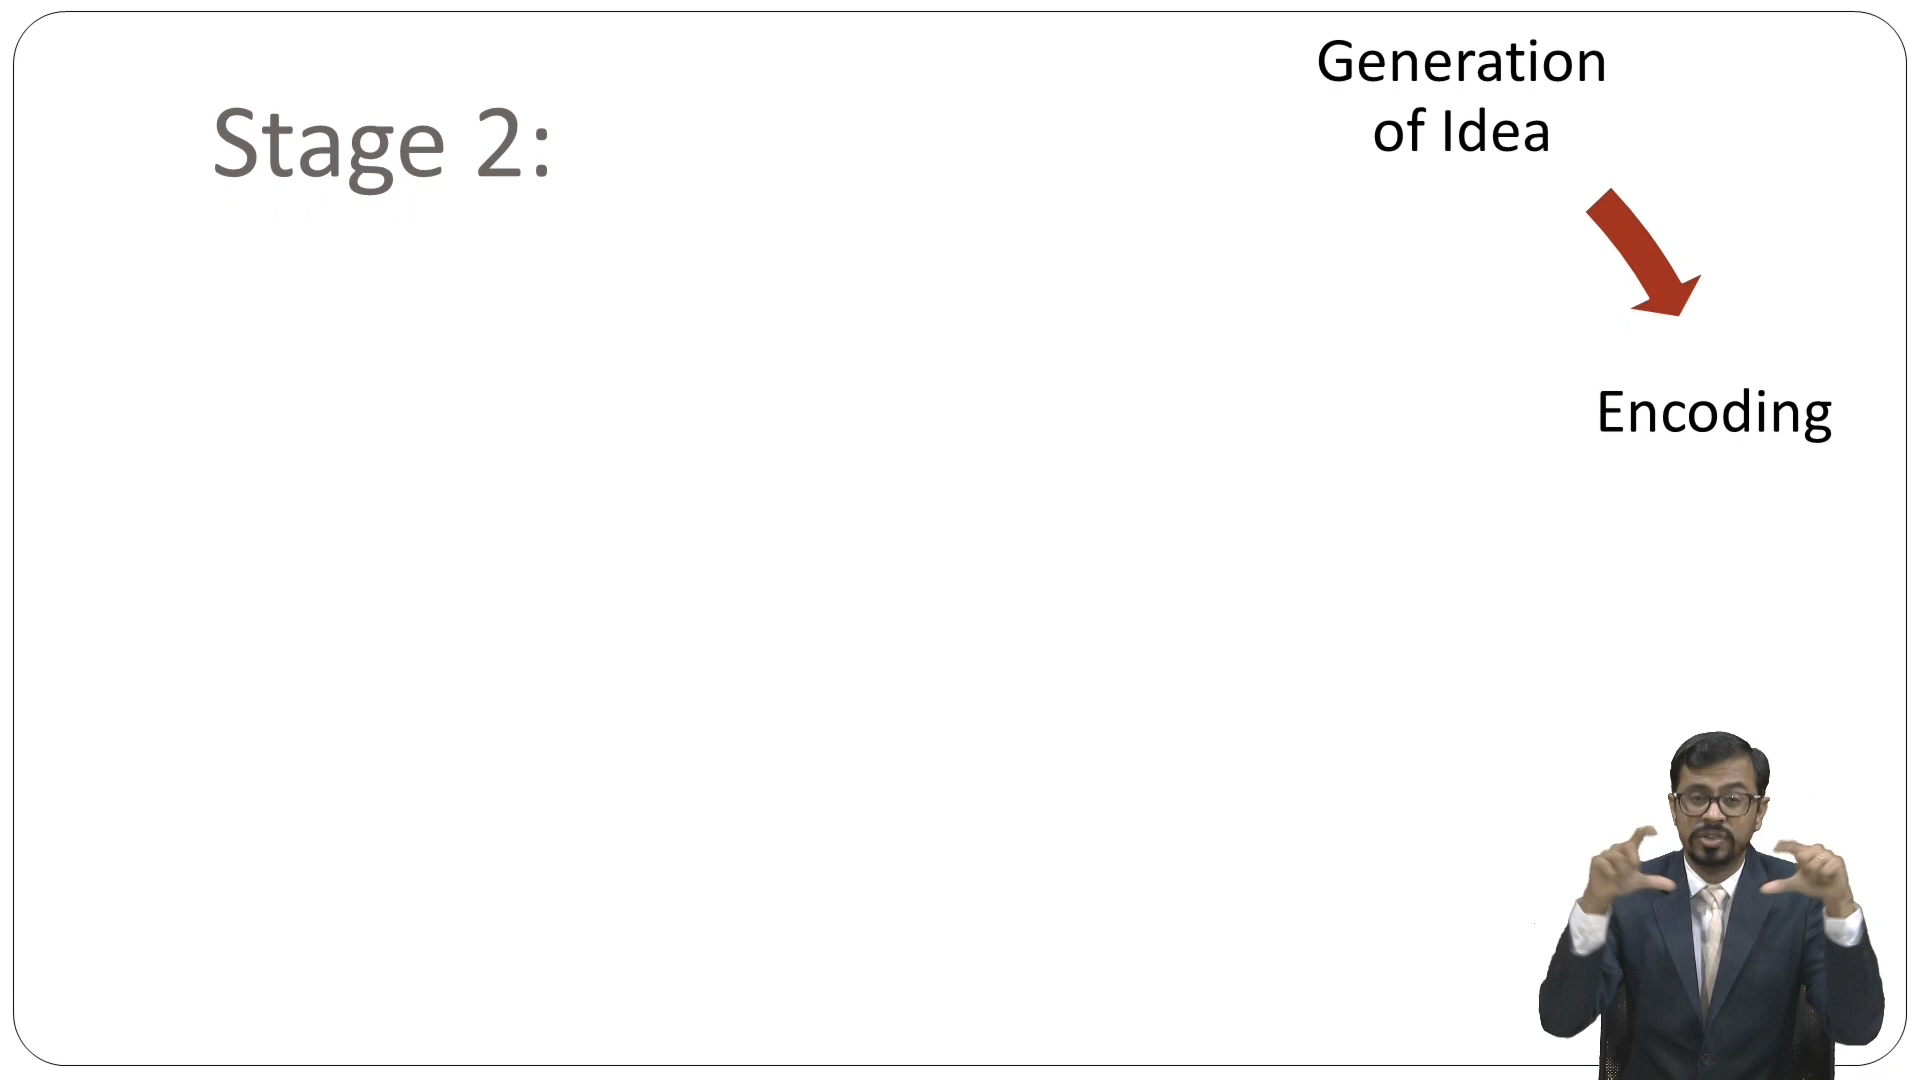 Stage 2:
Generation
of Idea
Encoding